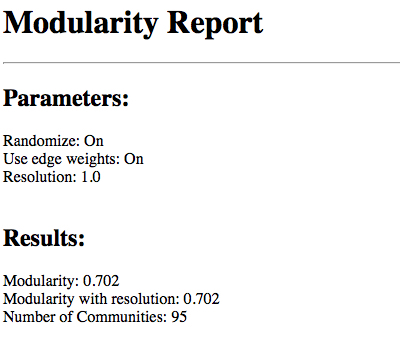 Modularity Report
Parameters:
Randomize: On
Use edge weights: On
Resolution: 1.0
Results:
Modularity: 0.702
Modularity with resolution: 0.702
Number of Communities: 95